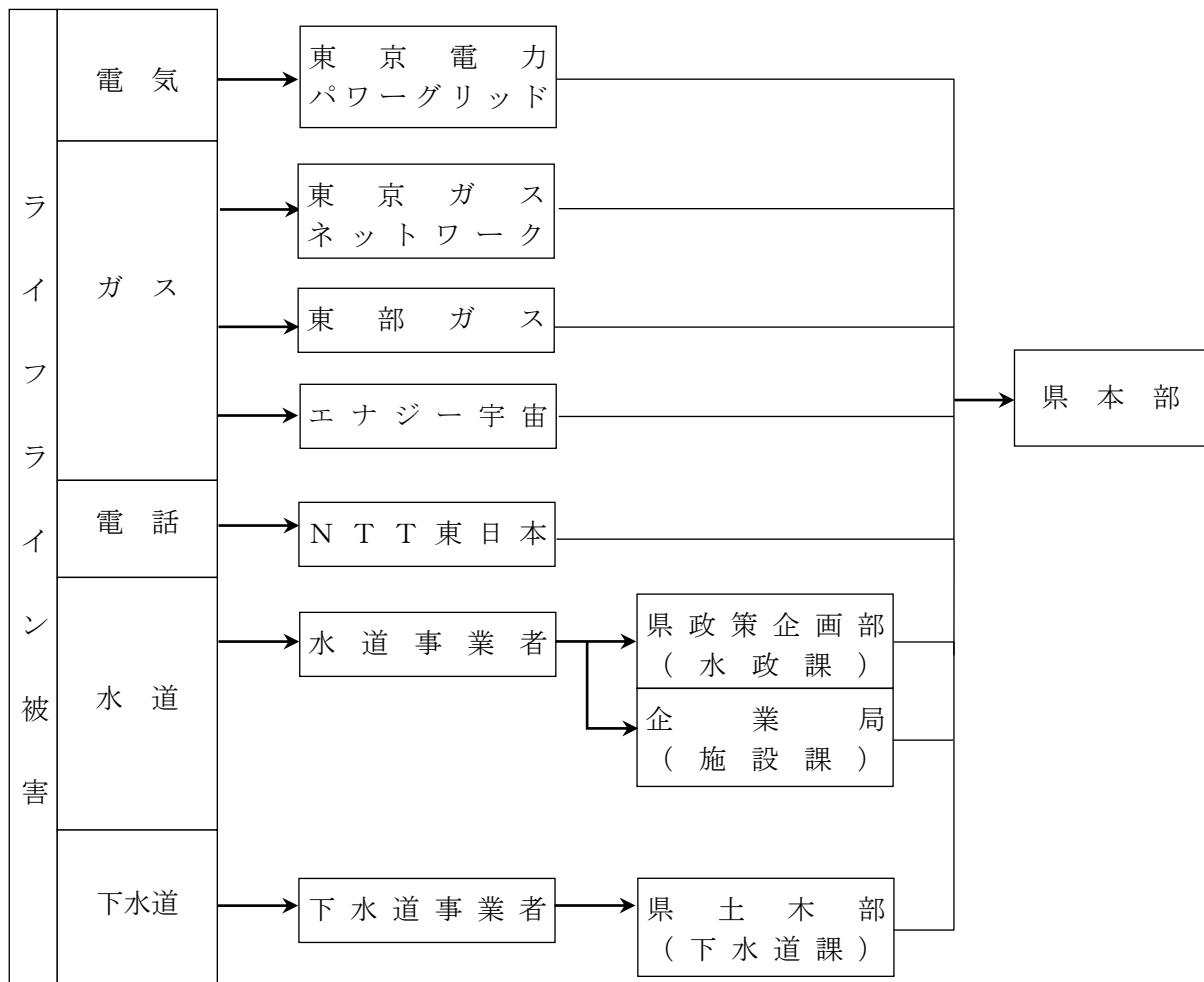 ライフライン被害
電気
東京電力
パワーグリッド
ガス
東京ガス
ネットワーク
東部ガス
エナジー宇宙
県本部
電話
NTT東日本
水道
水道事業者
県政策企画部
(水政課)
企業局
(施設課)
下水道
下水道事業者
県土木部
(下水道課)